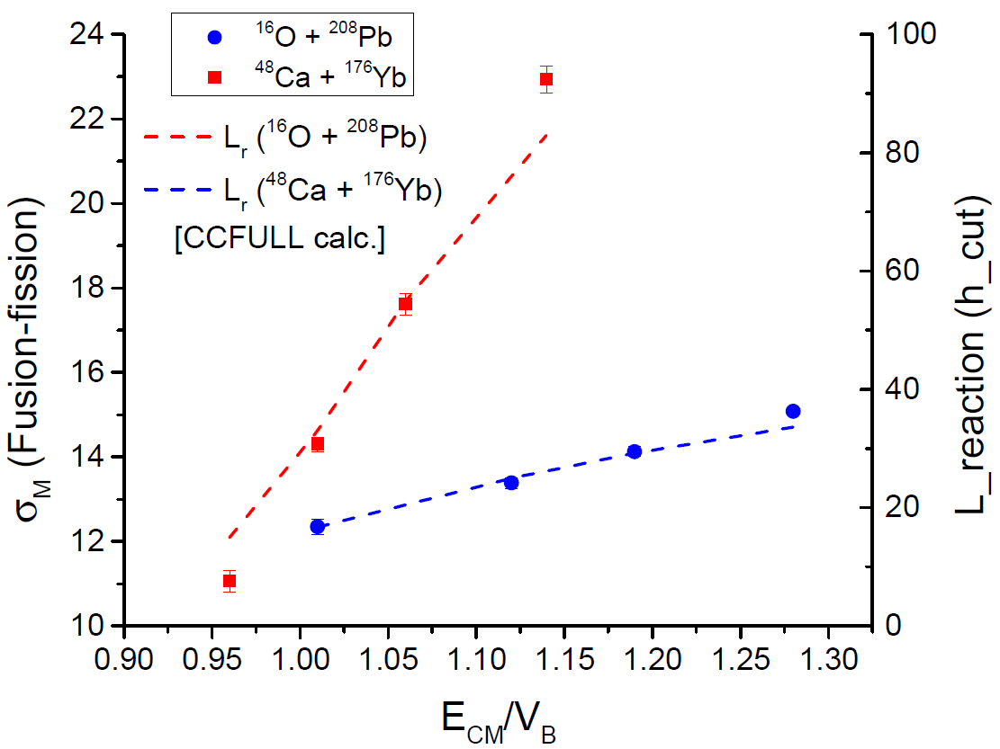 ¹⁶O + ²⁰⁸Pb
⁴⁸Ca + ¹⁷⁶Yb
Lᵣ (¹⁶O + ²⁰⁸Pb)
Lᵣ (⁴⁸Ca + ¹⁷⁶Yb)
[CCFULL calc.]
24
22
20
18
16
14
12
10
σ_M (Fusion-fission)
100
80
60
40
20
0
L_reaction (h_cut)
0.90 0.95 1.00 1.05 1.10 1.15 1.20 1.25 1.30
E_CM/V_B